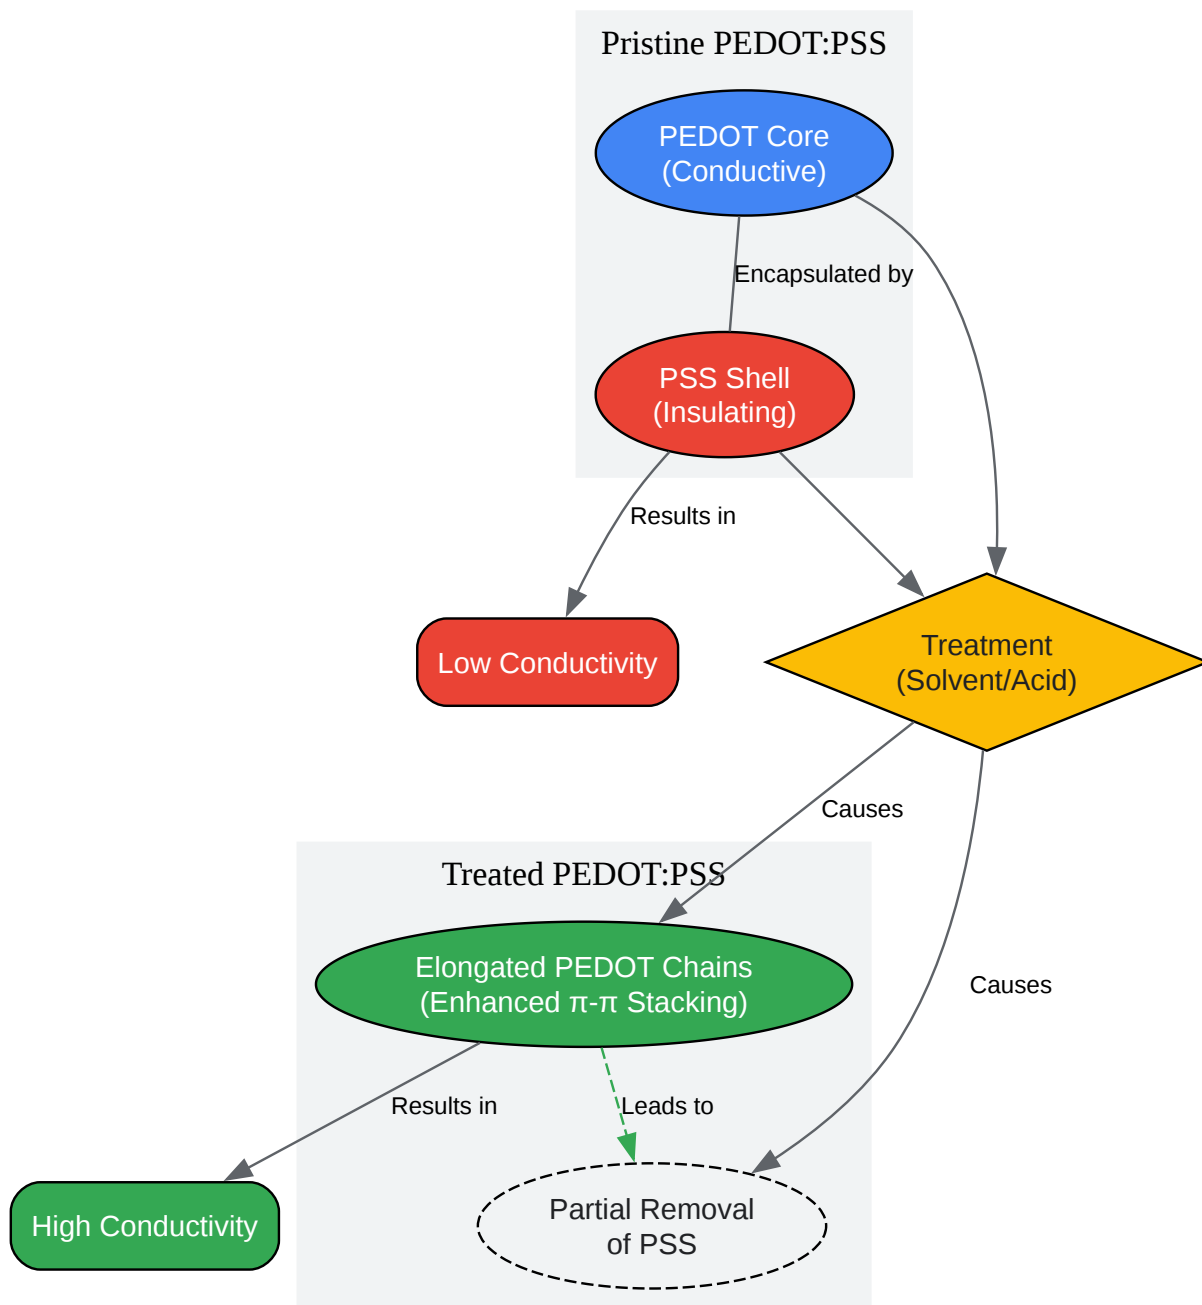 Pristine PEDOT:PSS
PEDOT Core
(Conductive)
Encapsulated by
PSS Shell
(Insulating)
Results in
Low Conductivity
Treatment
(Solvent/Acid)
Causes
Treated PEDOT:PSS
Elongated PEDOT Chains
(Enhanced π-π Stacking)
Causes
Results in
Leads to
High Conductivity
Partial Removal
of PSS